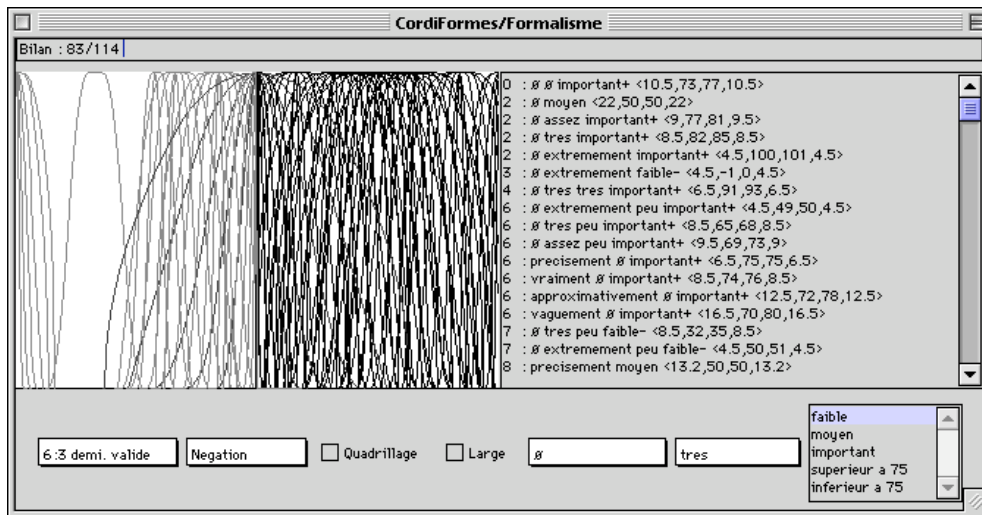 CordiFormes/Formalisme
Bilan : 83/114
0 : ø ø important+ <10.5,73,77,10.5>
2 : ø moyen <22,50,50,22>
2 : ø assez important+ <9,77,81,9.5>
2 : ø tres important+ <8.5,82,85,8.5>
2 : ø extremement important+ <4.5,100,101,4.5>
3 : ø extremement faible- <4.5,-1,0,4.5>
4 : ø tres tres important+ <6.5,91,93,6.5>
6 : ø extremement peu important+ <4.5,49,50,4.5>
6 : ø tres peu important+ <8.5,65,68,8.5>
6 : ø assez peu important+ <9.5,69,73,9>
6 : precisement ø important+ <6.5,75,75,6.5>
6 : vraiment ø important+ <8.5,74,76,8.5>
6 : approximativement ø important+ <12.5,72,78,12.5>
6 : vaguement ø important+ <16.5,70,80,16.5>
7 : ø tres peu faible- <8.5,32,35,8.5>
7 : ø extremement peu faible- <4.5,50,51,4.5>
8 : precisement moyen <13.2,50,50,13.2>
6:3 demi. valide
Negation
Quadrillage
Large
ø
tres
faible
moyen
important
superieur a 75
inferieur a 75